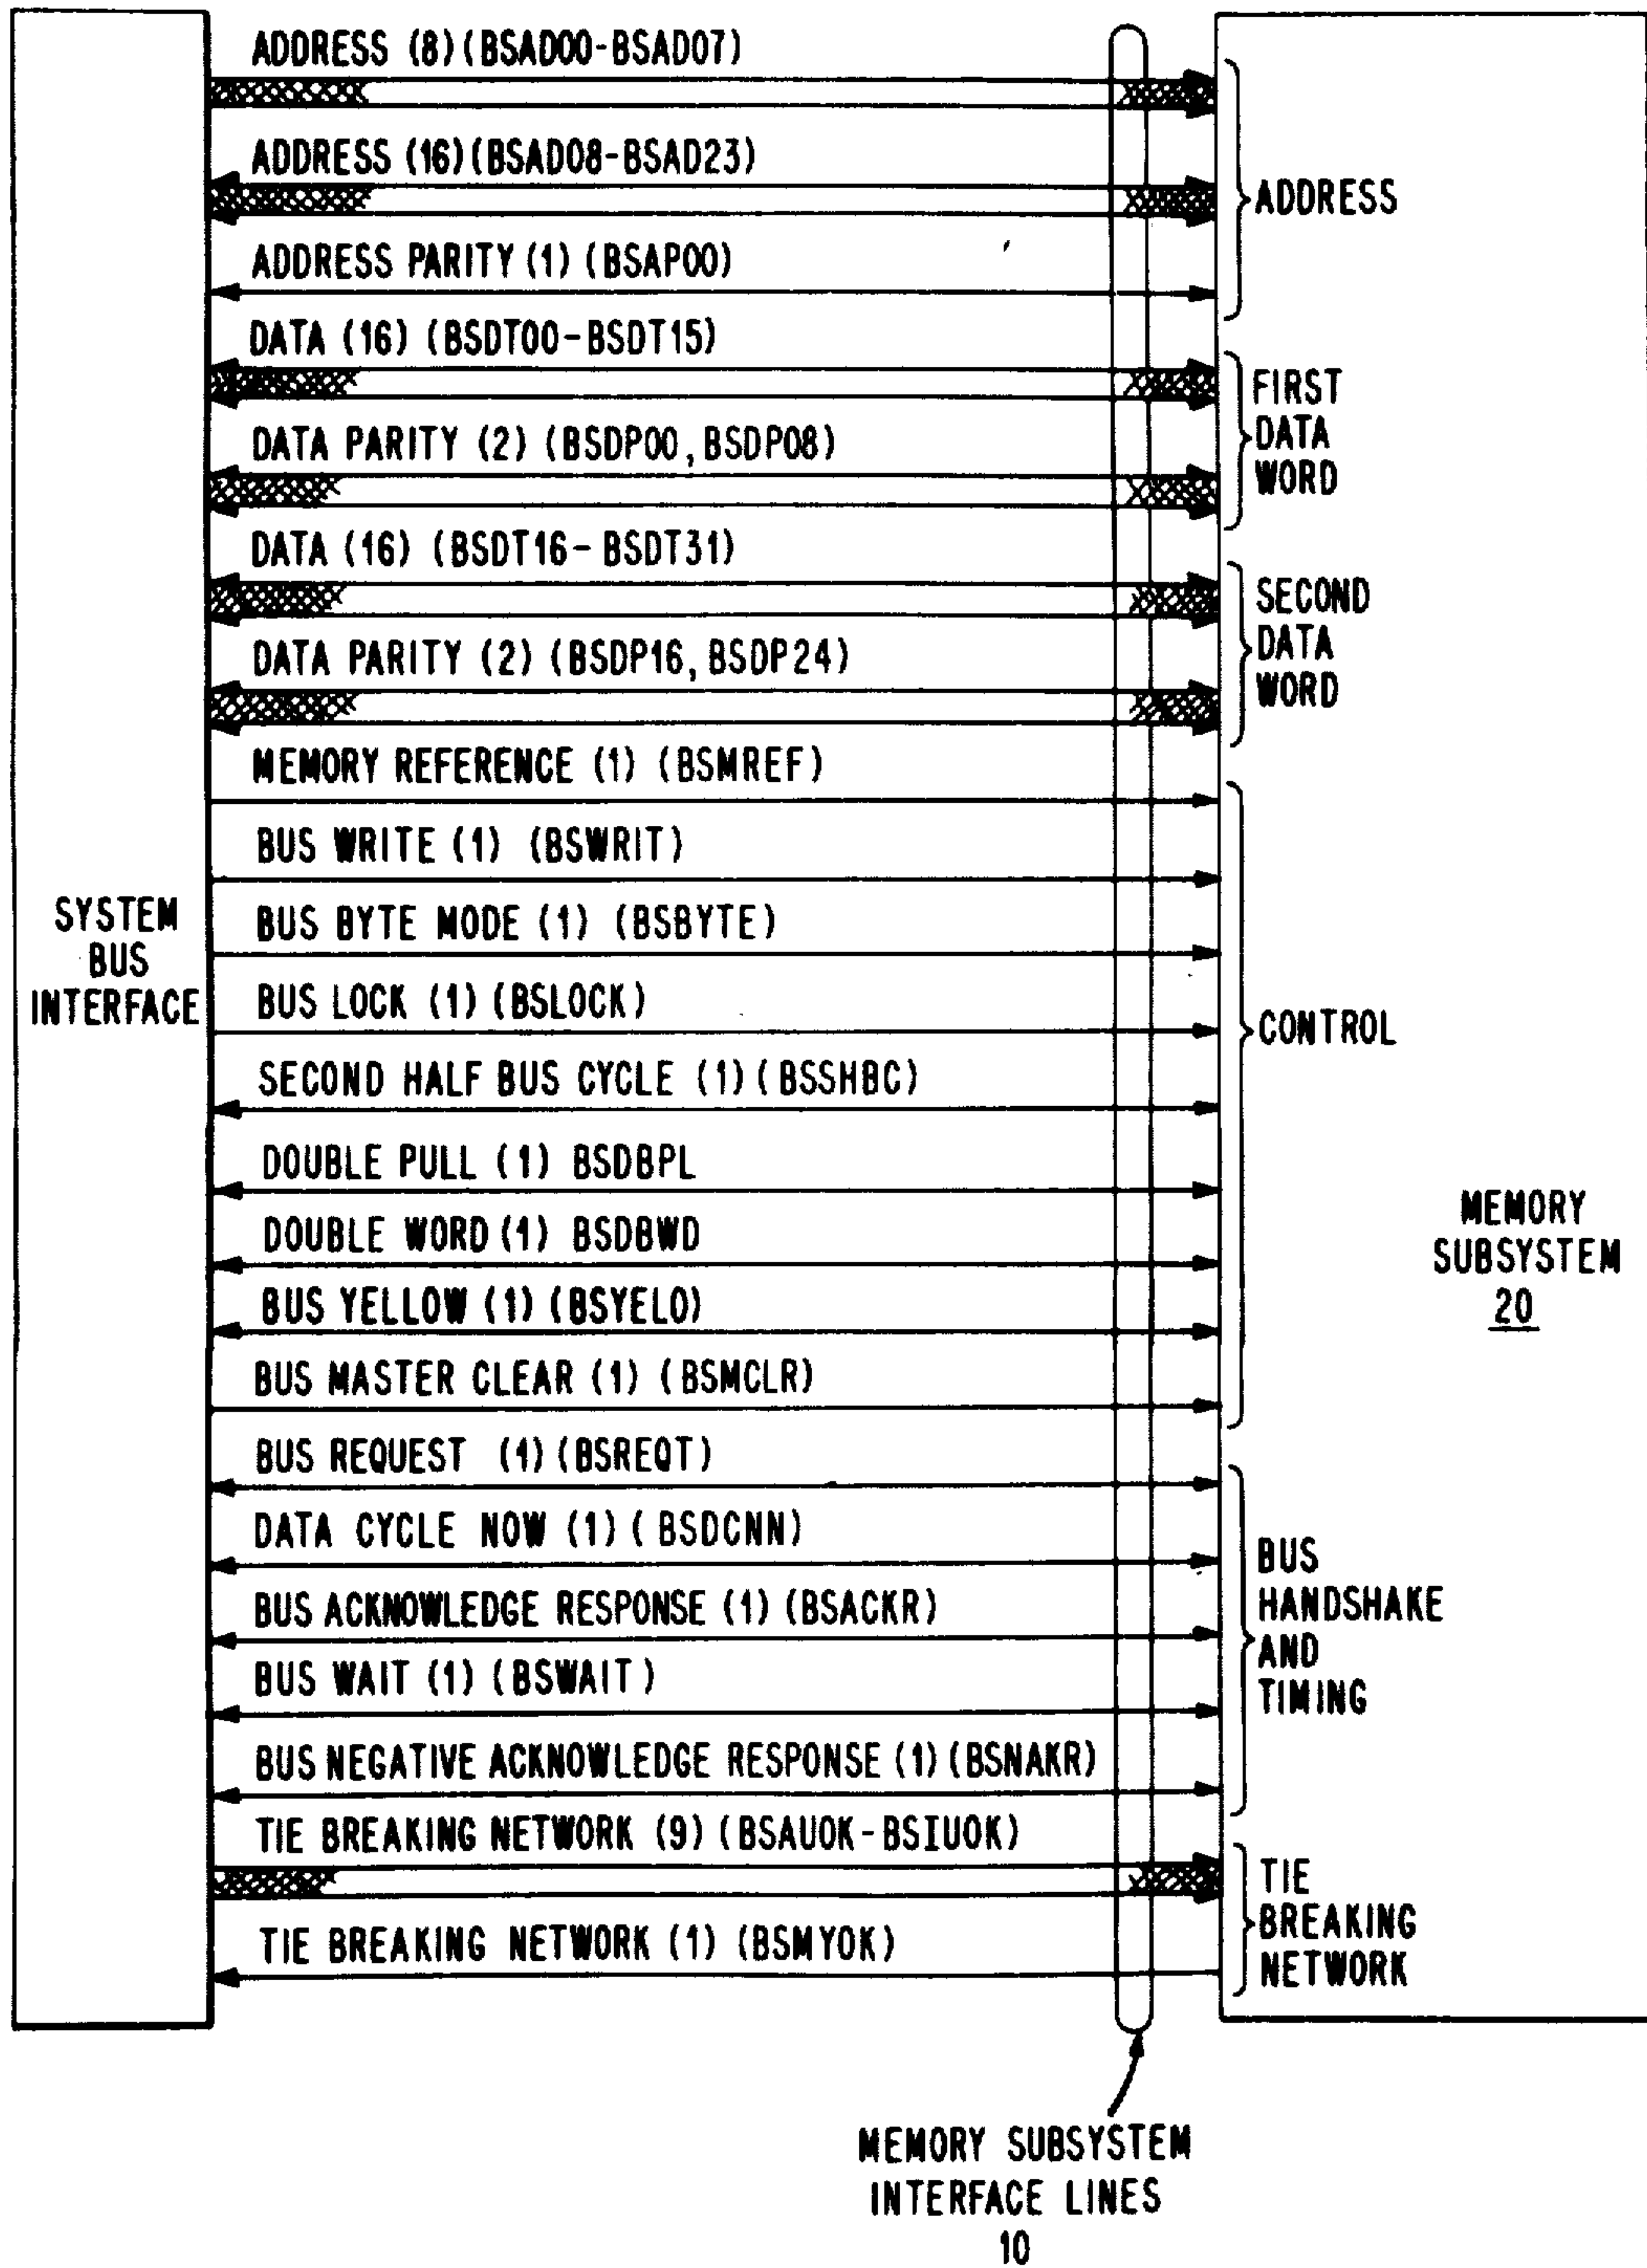 ADDRESS (8)(BSAD00-BSAD07)
ADDRESS (16)(BSAD08-BSAD23)
ADDRESS PARITY (1) (BSAP00)
ADDRESS
DATA (16) (BSDT00-BSDT15)
DATA PARITY (2) (BSDP00, BSDP08)
FIRST
DATA
WORD
DATA (16) (BSDT16-BSDT31)
DATA PARITY (2) (BSDP16, BSDP24)
SECOND
DATA
WORD
MEMORY REFERENCE (1) (BSMREF)
BUS WRITE (1) (BSWRIT)
BUS BYTE MODE (1) (BSBYTE)
BUS LOCK (1) (BSLOCK)
SECOND HALF BUS CYCLE (1) (BSSHBC)
DOUBLE PULL (1) BSDBPL
DOUBLE WORD (1) BSDBWD
BUS YELLOW (1) (BSYELO)
BUS MASTER CLEAR (1) (BSMCLR)
CONTROL
SYSTEM
BUS
INTERFACE
MEMORY
SUBSYSTEM
20
BUS REQUEST (1) (BSREQT)
DATA CYCLE NOW (1) (BSDCNN)
BUS ACKNOWLEDGE RESPONSE (1) (BSACKR)
BUS WAIT (1) (BSWAIT)
BUS NEGATIVE ACKNOWLEDGE RESPONSE (1) (BSNAKR)
BUS
HANDSHAKE
AND
TIMING
TIE BREAKING NETWORK (9) (BSAUOK-BSIUOK)
TIE BREAKING NETWORK (1) (BSMYOK)
TIE
BREAKING
NETWORK
MEMORY SUBSYSTEM
INTERFACE LINES
10